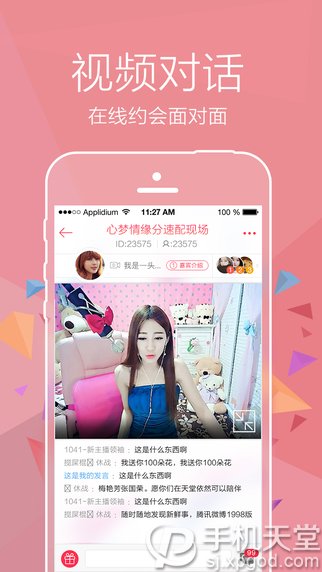 视频对话
在线约会面对面
Applidium 11:27 AM 100 %
心梦情缘分速配现场
ID:23575 23575
我是一头... 1 嘉宾介绍
1041-新主播领袖： 这是什么东西啊
搅屎棍 休战： 我送你100朵花，我送你100朵花
这是我的发言： 这是什么东西啊
休战： 梅艳芳张国荣，愿你们在天堂依然可以陪伴
1041-新主播领袖： 这是什么东西啊
搅屎棍 休战： 随时随地发现新鲜事，腾讯微博1998版
99
手机天堂
sjxopo.com